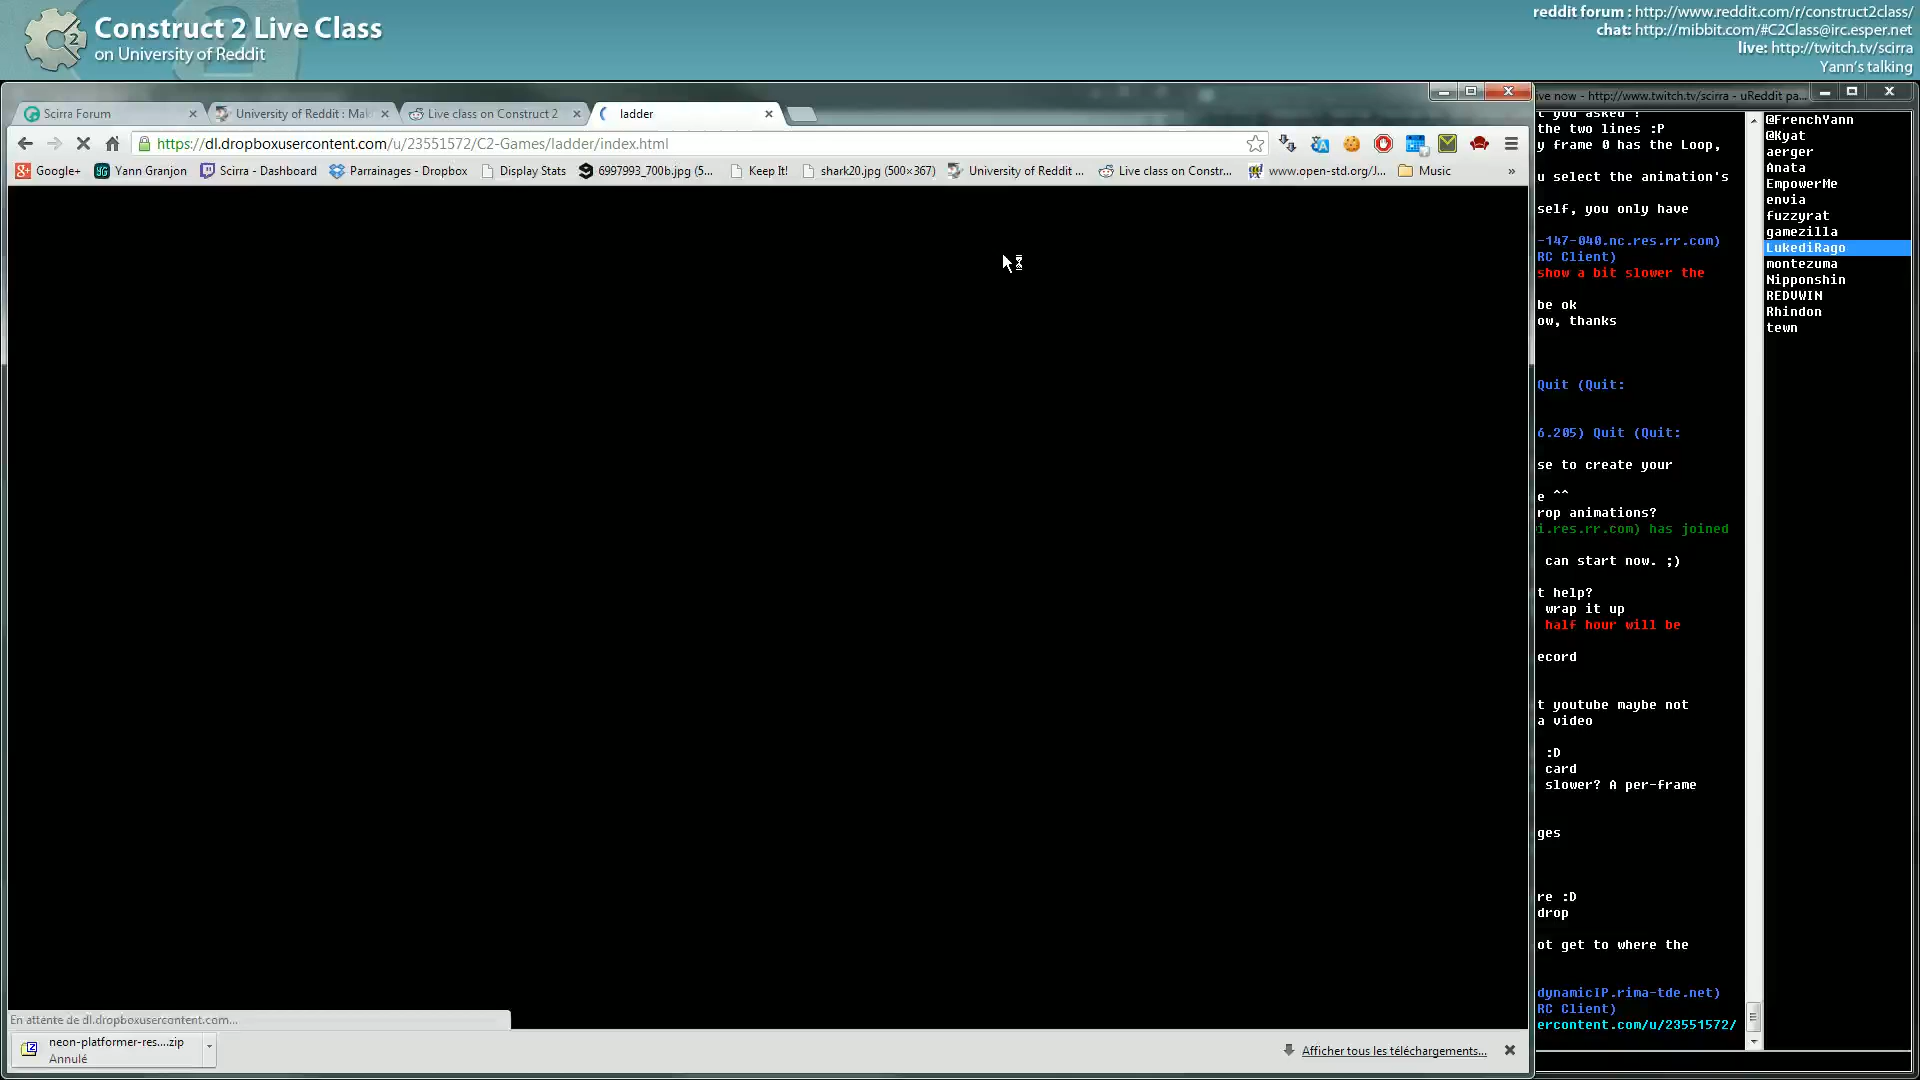 Construct 2 Live Class
on University of Reddit
reddit forum : http://www.reddit.com/r/construct2class/
chat: http://mibbit.com/#C2Class@irc.esper.net
live: http://twitch.tv/scirra
Yann's talking
Scirra Forum
University of Reddit : Mak
Live class on Construct 2
ladder
https://dl.dropboxusercontent.com/u/23551572/C2-Games/ladder/index.html
Google+
Yann Granjon
Scirra - Dashboard
Parrainages - Dropbox
Display Stats
6997993_700b.jpg (5...
Keep It!
shark20.jpg (500×367)
University of Reddit ...
Live class on Constr...
www.open-std.org/J...
Music
»
ive now - http://www.twitch.tv/scirra - uReddit pa...
t you asked !
the two lines :P
y frame 0 has the Loop,
u select the animation's
self, you only have
-147-040.nc.res.rr.com)
RC Client)
show a bit slower the
be ok
ow, thanks
Quit (Quit:
6.205) Quit (Quit:
se to create your
e ^^
rop animations?
i.res.rr.com) has joined
can start now. ;)
t help?
wrap it up
half hour will be
ecord
t youtube maybe not
a video
:D
card
slower? A per-frame
ges
re :D
drop
ot get to where the
dynamicIP.rima-tde.net)
RC Client)
ercontent.com/u/23551572/
@FrenchYann
@Kyat
aerger
Anata
EmpowerMe
envia
fuzzyrat
gamezilla
LukediRago
montezuma
Nipponshin
REDVWIN
Rhindon
tewn
En attente de dl.dropboxusercontent.com...
neon-platformer-res....zip
Annulé
Afficher tous les téléchargements...